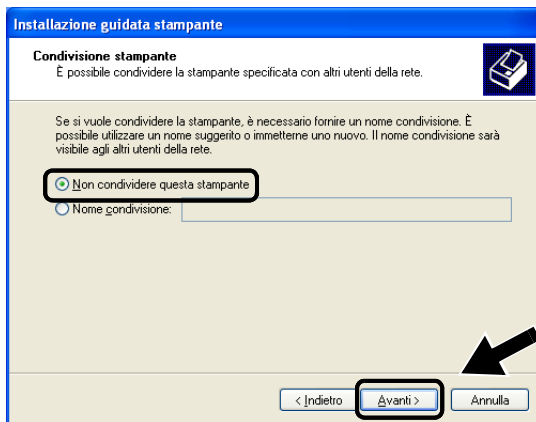 Installazione guidata stampante
Condivisione stampante
È possibile condividere la stampante specificata con altri utenti della rete.
Se si vuole condividere la stampante, è necessario fornire un nome condivisione. È
possibile utilizzare un nome suggerito o immetterne uno nuovo. Il nome condivisione sarà
visibile agli altri utenti della rete.
Non condividere questa stampante
Nome condivisione:
< Indietro
Avanti >
Annulla